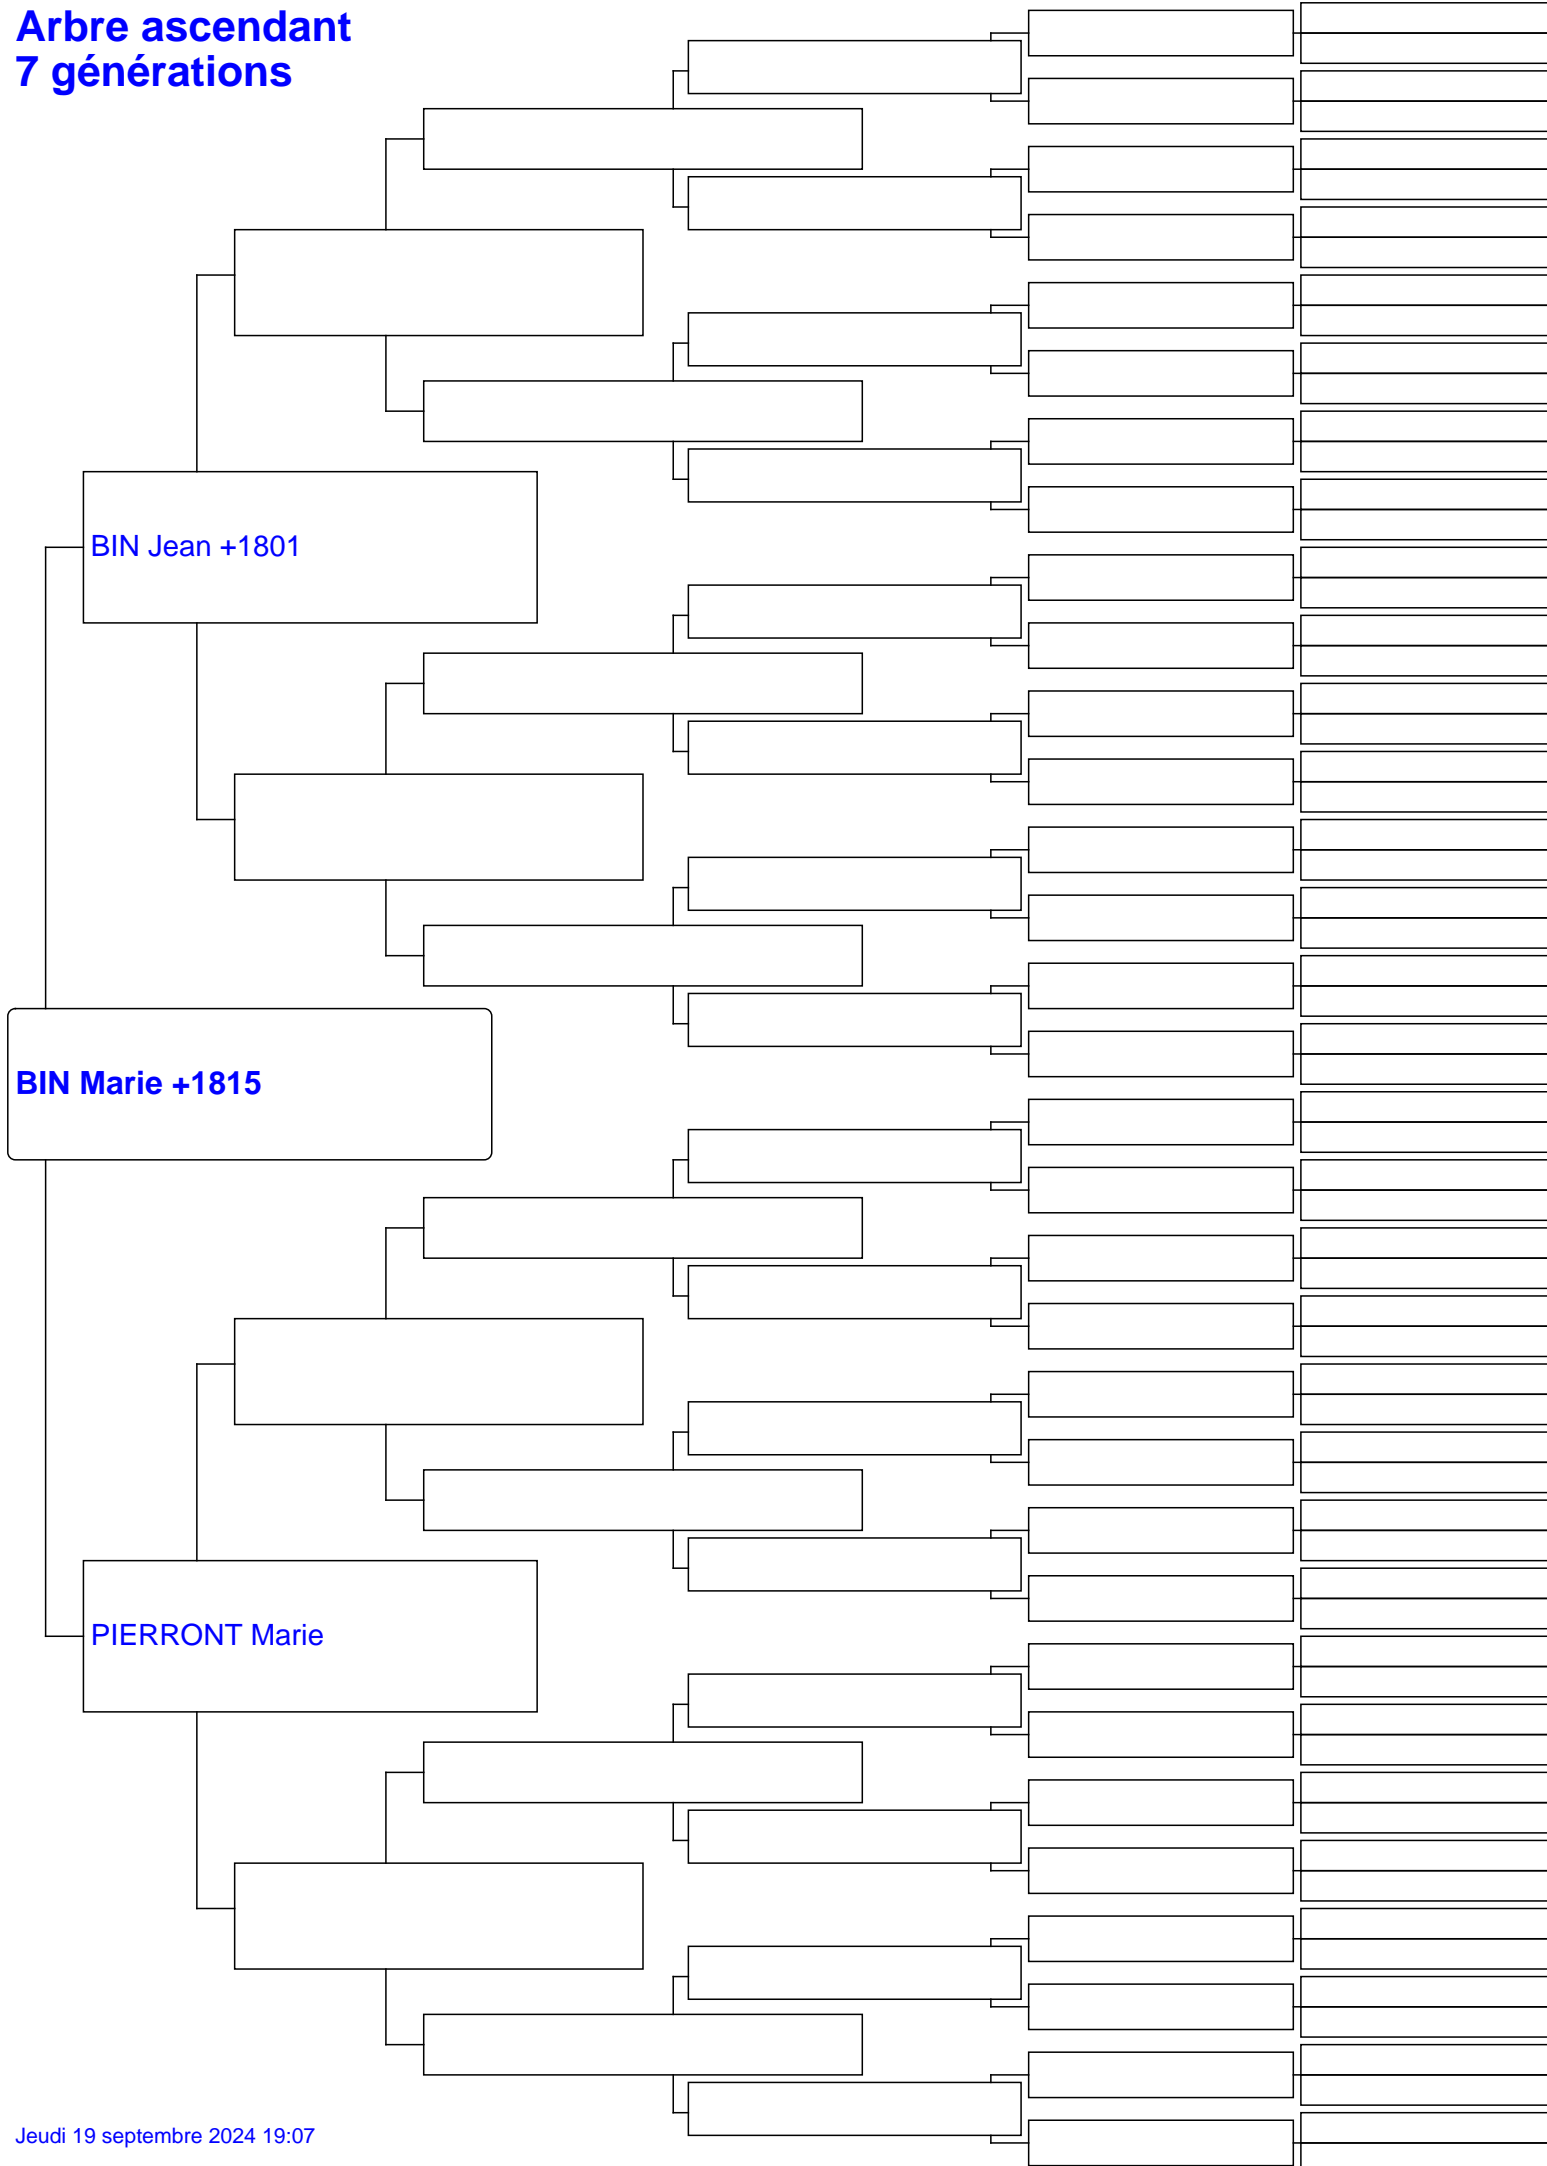 Arbre ascendant
7 générations
BIN Jean +1801
BIN Marie +1815
PIERRONT Marie
Jeudi 19 septembre 2024 19:07